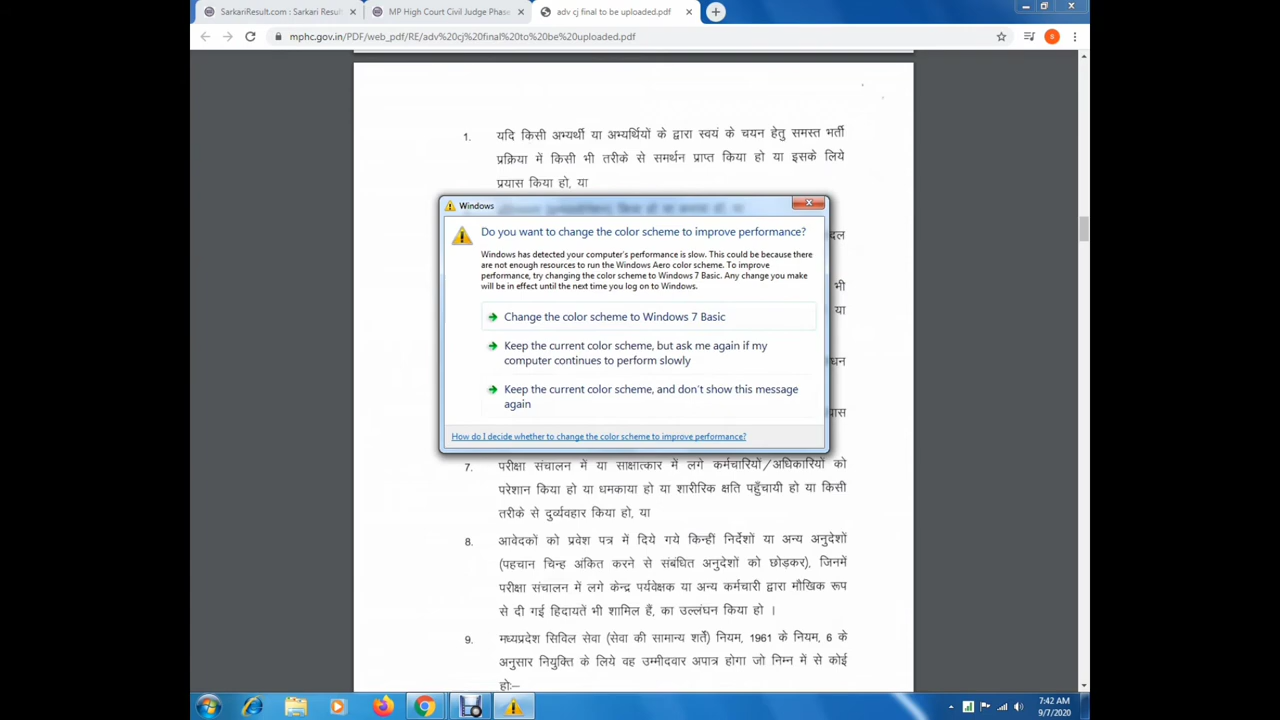 SarkariResult.com : Sarkari Resul
MP High Court Civil Judge Phase
adv cj final to be uploaded.pdf
mphc.gov.in/PDF/web_pdf/RE/adv%20cj%20final%20to%20be%20uploaded.pdf
s
1. यदि किसी अभ्यर्थी या अभ्यर्थियों के द्वारा स्वयं के चयन हेतु समस्त भर्ती
प्रक्रिया में किसी भी तरीके से समर्थन प्राप्त किया हो या इसके लिये
प्रयास किया हो, या
Windows
दल
Do you want to change the color scheme to improve performance?
Windows has detected your computer's performance is slow. This could be because there
are not enough resources to run the Windows Aero color scheme. To improve
performance, try changing the color scheme to Windows 7 Basic. Any change you make
will be in effect until the next time you log on to Windows.
भी
या
Change the color scheme to Windows 7 Basic
Keep the current color scheme, but ask me again if my
computer continues to perform slowly
Keep the current color scheme, and don't show this message
again
How do I decide whether to change the color scheme to improve performance?
7. परीक्षा संचालन में या साक्षात्कार में लगे कर्मचारियों/अधिकारियों को
परेशान किया हो या धमकाया हो या शारीरिक क्षति पहुँचायी हो या किसी
तरीके से दुर्व्यवहार किया हो, या
8. आवेदकों को प्रवेश पत्र में दिये गये किन्हीं निर्देशों या अन्य अनुदेशों
(पहचान चिन्ह अंकित करने से संबंधित अनुदेशों को छोड़कर), जिनमें
परीक्षा संचालन में लगे केन्द्र पर्यवेक्षक या अन्य कर्मचारी द्वारा मौखिक रूप
से दी गई हिदायतें भी शामिल हैं, का उल्लंघन किया हो ।
9. मध्यप्रदेश सिविल सेवा (सेवा की सामान्य शर्तें) नियम, 1961 के नियम, 6 के
अनुसार नियुक्ति के लिये वह उम्मीदवार अपात्र होगा जो निम्न में से कोई
हो:–
7:42 AM
9/7/2020